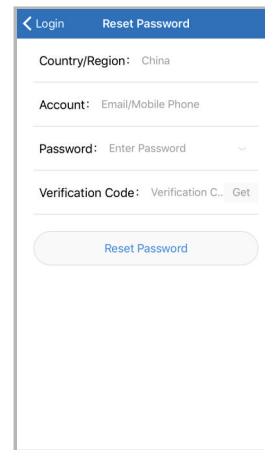 Login Reset Password
Country/Region: China
Account: Email/Mobile Phone
Password: Enter Password
Verification Code: Verification C.. Get
Reset Password